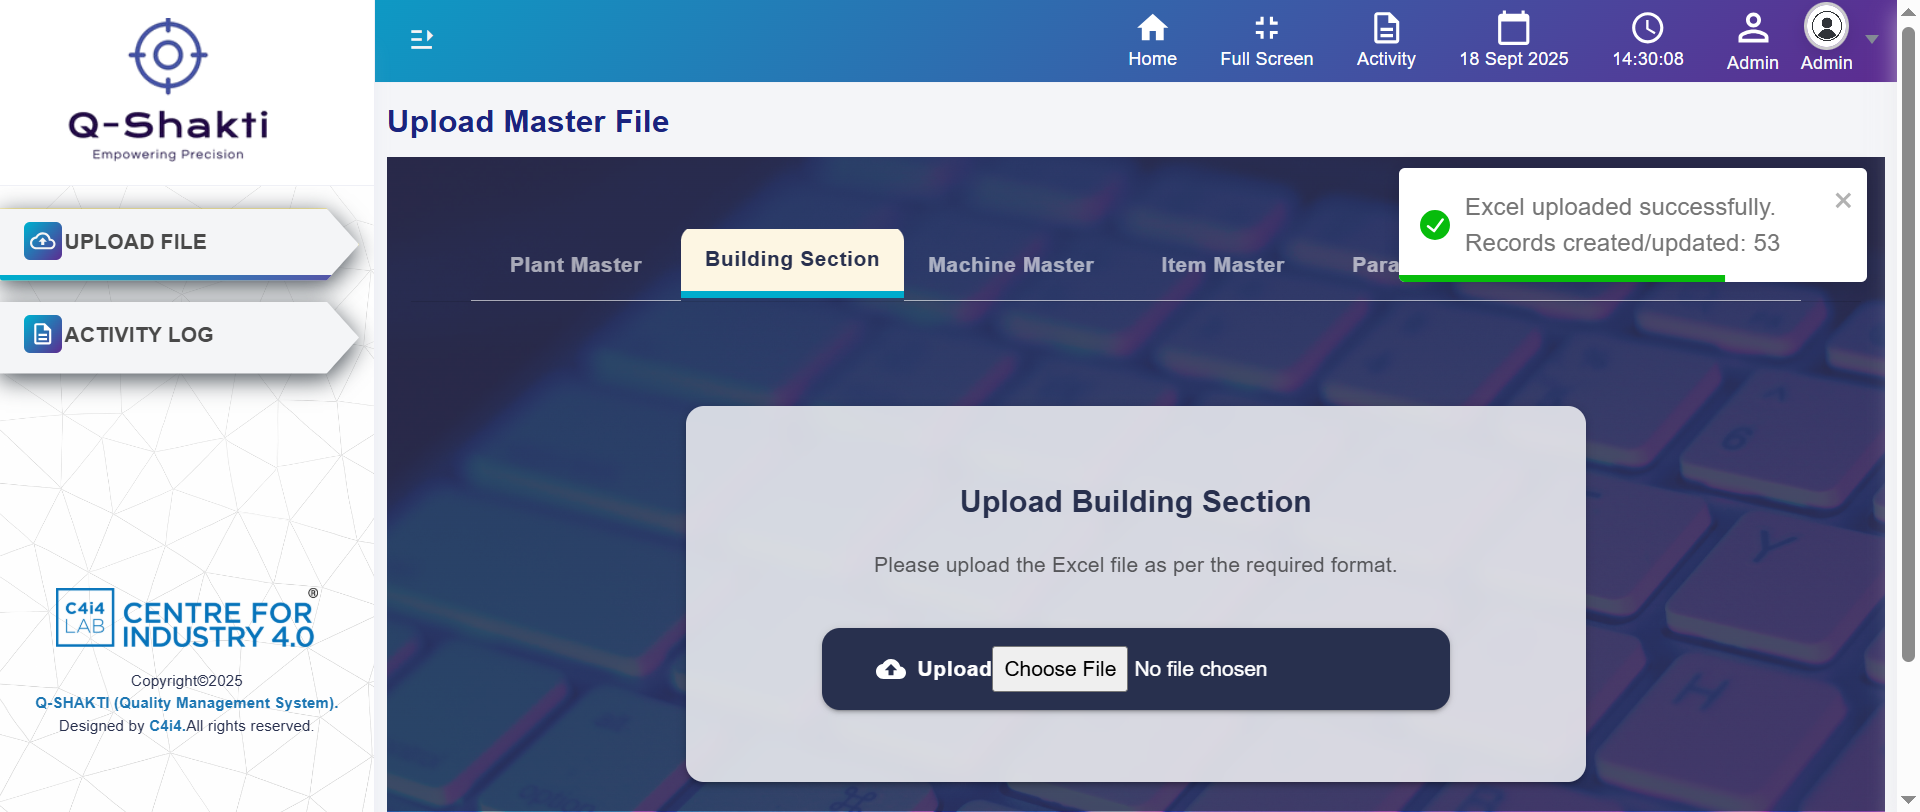 Q-Shakti
Empowering Precision
UPLOAD FILE
ACTIVITY LOG
C4i4 LAB
CENTRE FOR INDUSTRY 4.0 ®
Copyright©2025
Q-SHAKTI (Quality Management System).
Designed by C4i4.All rights reserved.
Home
Full Screen
Activity
18 Sept 2025
14:30:08
Admin
Admin
Upload Master File
Excel uploaded successfully.
Records created/updated: 53
Plant Master
Building Section
Machine Master
Item Master
Para
Upload Building Section
Please upload the Excel file as per the required format.
Upload Choose File No file chosen